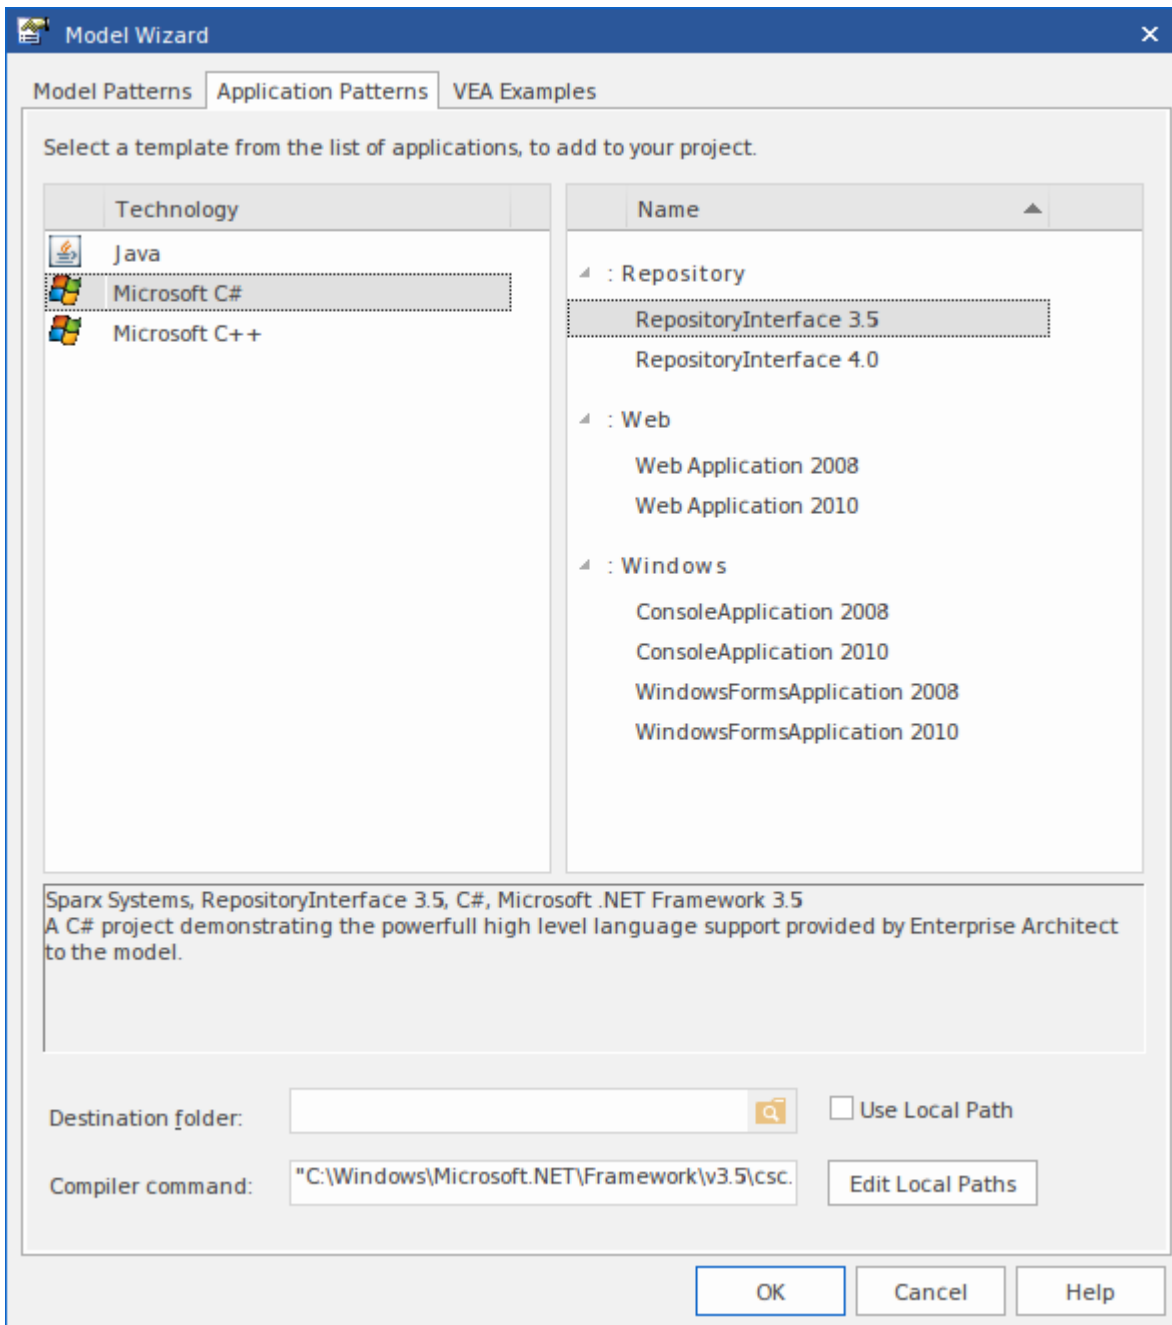 Model Wizard
Model Patterns Application Patterns VEA Examples
Select a template from the list of applications, to add to your project.
Technology
Java
Microsoft C#
Microsoft C++
Name
: Repository
RepositoryInterface 3.5
RepositoryInterface 4.0
: Web
Web Application 2008
Web Application 2010
: Windows
ConsoleApplication 2008
ConsoleApplication 2010
WindowsFormsApplication 2008
WindowsFormsApplication 2010
Sparx Systems, RepositoryInterface 3.5, C#, Microsoft .NET Framework 3.5
A C# project demonstrating the powerfull high level language support provided by Enterprise Architect
to the model.
Destination folder:
Use Local Path
Compiler command: "C:\Windows\Microsoft.NET\Framework\v3.5\csc.
Edit Local Paths
OK Cancel Help